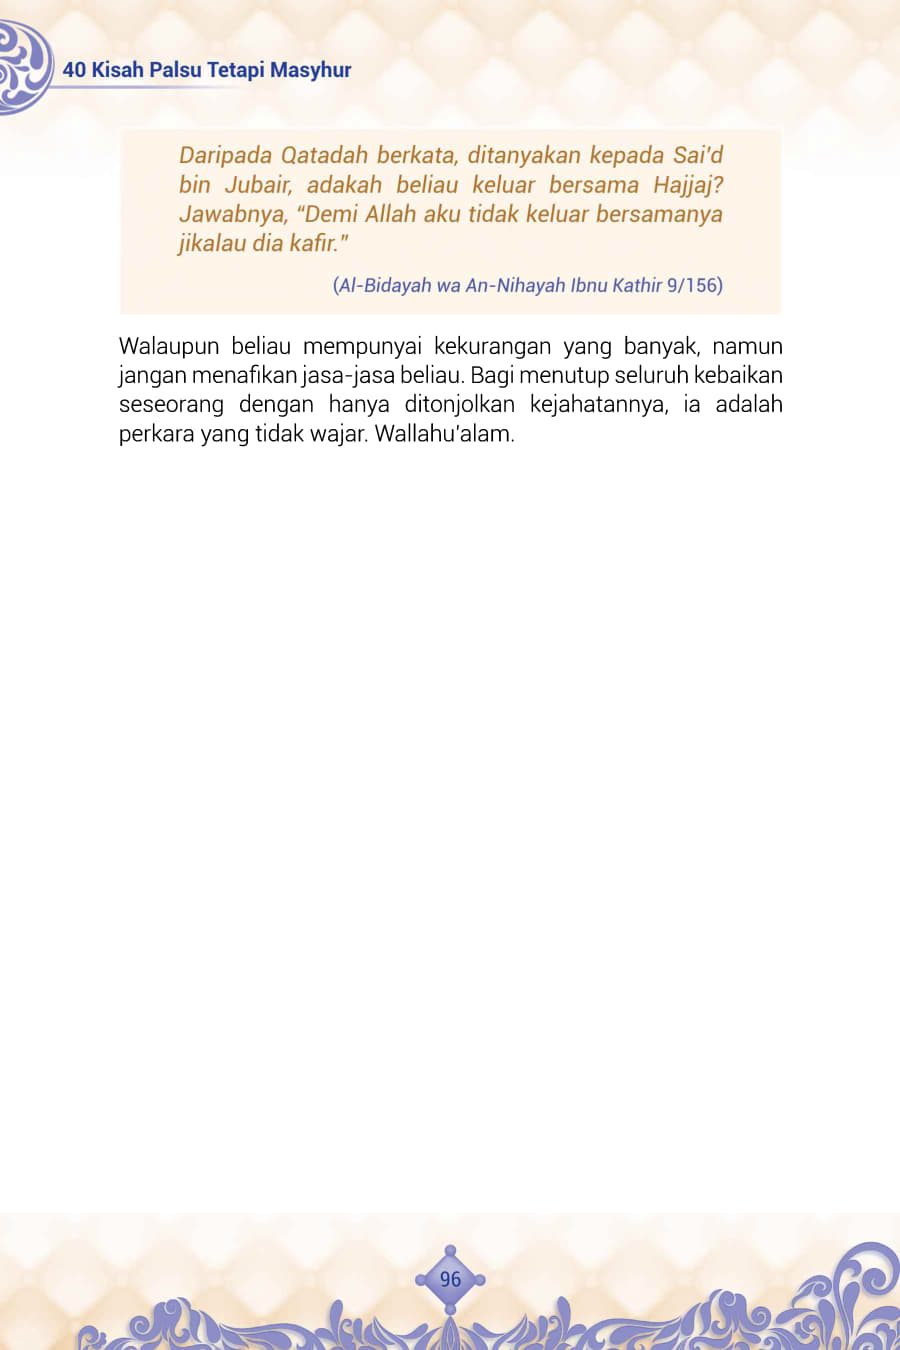 40 Kisah Palsu Tetapi Masyhur
Daripada Qatadah berkata, ditanyakan kepada Sai'd
bin Jubair, adakah beliau keluar bersama Hajjaj?
Jawabnya, “Demi Allah aku tidak keluar bersamanya
jikalau dia kafir.”
(Al-Bidayah wa An-Nihayah Ibnu Kathir 9/156)
Walaupun beliau mempunyai kekurangan yang banyak, namun
jangan menafikan jasa-jasa beliau. Bagi menutup seluruh kebaikan
seseorang dengan hanya ditonjolkan kejahatannya, ia adalah
perkara yang tidak wajar. Wallahu'alam.
96